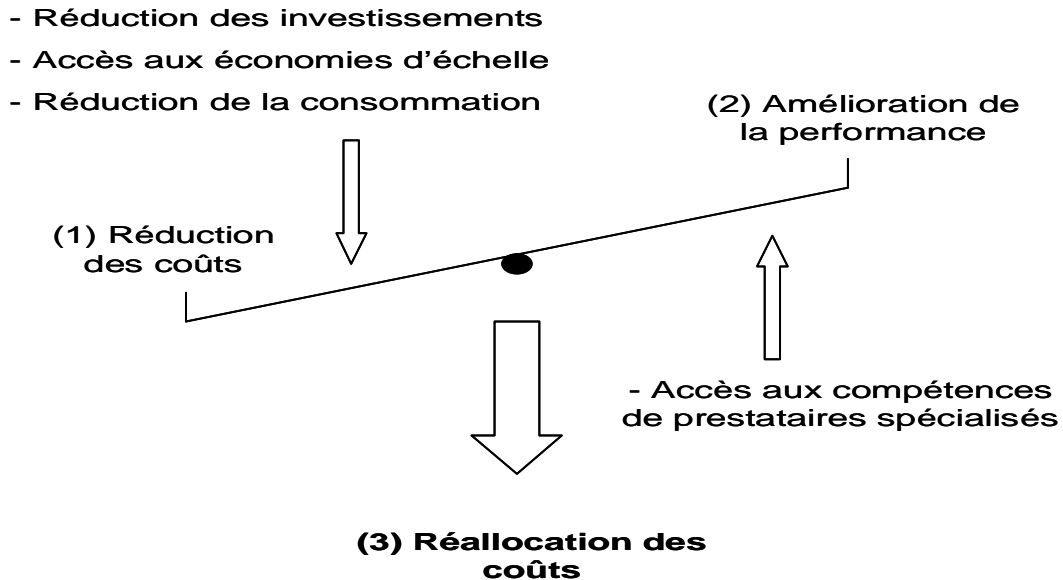 - Réduction des investissements
- Accès aux économies d’échelle
- Réduction de la consommation
(2) Amélioration de
la performance
(1) Réduction
des coûts
- Accès aux compétences
de prestataires spécialisés
(3) Réallocation des
coûts